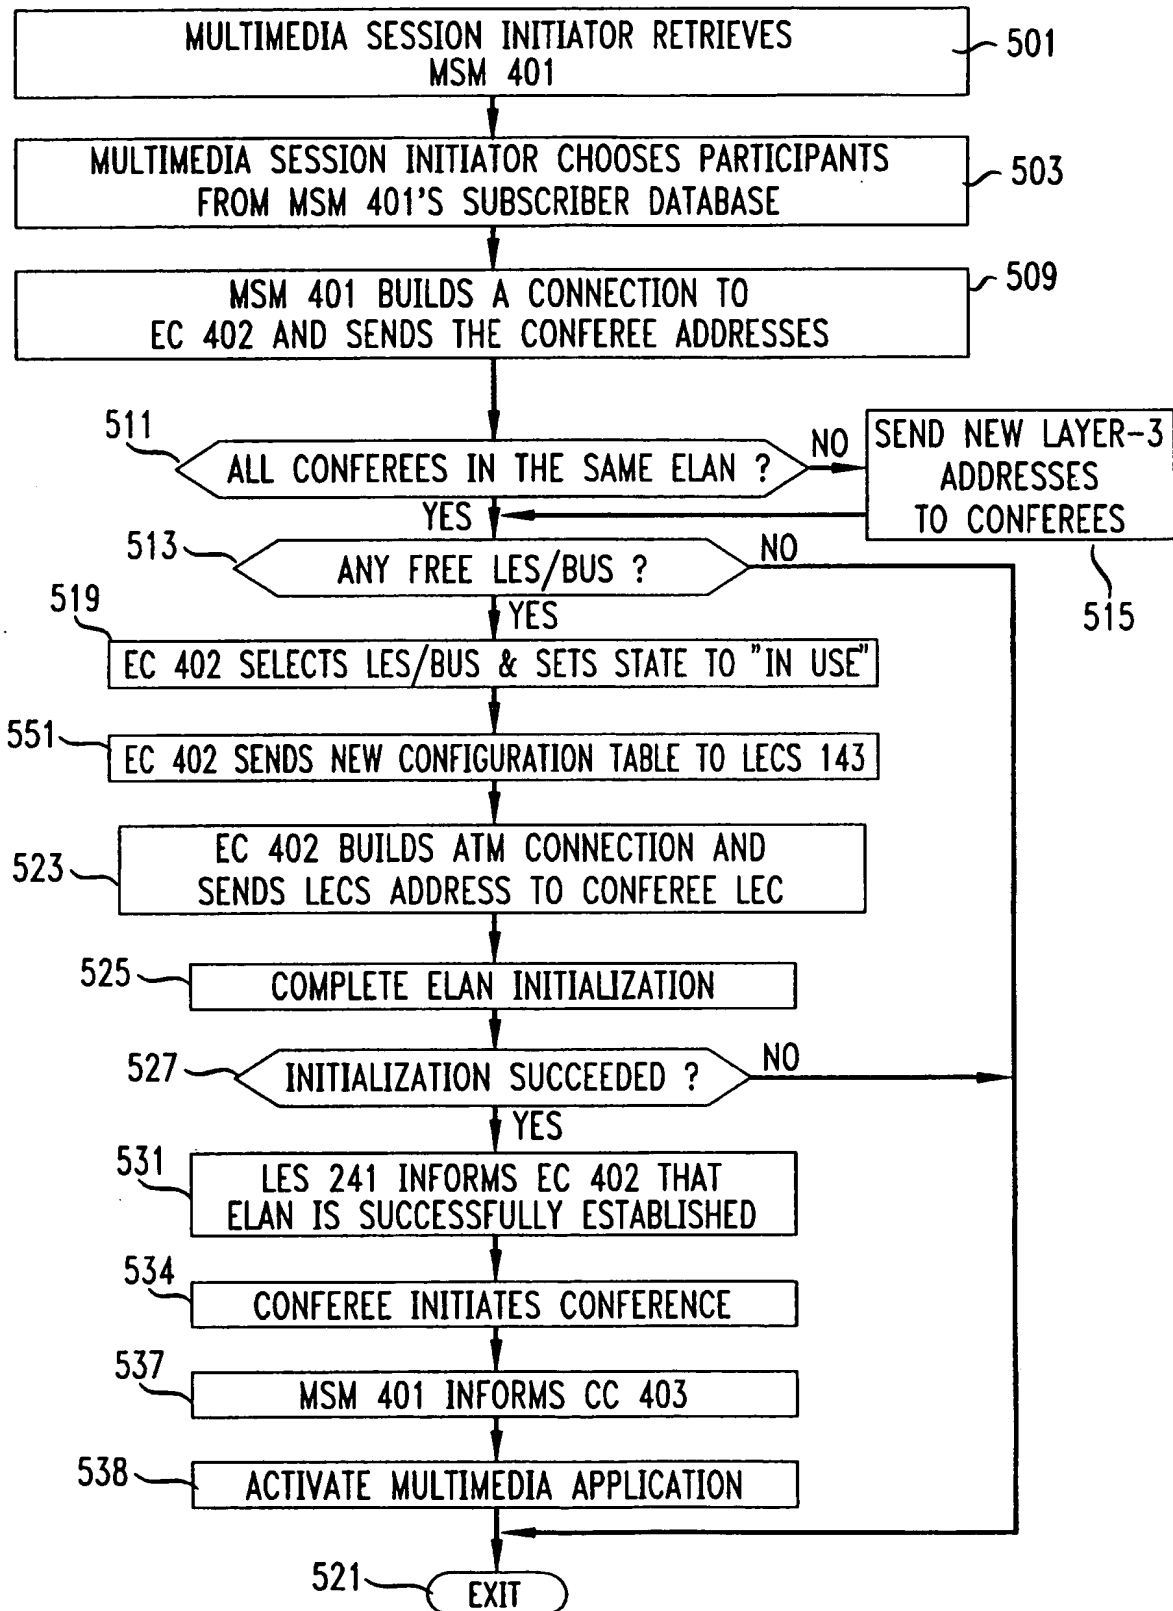 MULTIMEDIA SESSION INITIATOR RETRIEVES
MSM 401
501
MULTIMEDIA SESSION INITIATOR CHOOSES PARTICIPANTS
FROM MSM 401'S SUBSCRIBER DATABASE
503
MSM 401 BUILDS A CONNECTION TO
EC 402 AND SENDS THE CONFEREE ADDRESSES
509
511
ALL CONFEREES IN THE SAME ELAN ?
NO
SEND NEW LAYER-3
ADDRESSES
TO CONFEREES
515
YES
513
ANY FREE LES/BUS ?
NO
YES
519
EC 402 SELECTS LES/BUS & SETS STATE TO "IN USE"
551
EC 402 SENDS NEW CONFIGURATION TABLE TO LECS 143
523
EC 402 BUILDS ATM CONNECTION AND
SENDS LECS ADDRESS TO CONFEREE LEC
525
COMPLETE ELAN INITIALIZATION
527
INITIALIZATION SUCCEEDED ?
NO
YES
531
LES 241 INFORMS EC 402 THAT
ELAN IS SUCCESSFULLY ESTABLISHED
534
CONFEREE INITIATES CONFERENCE
537
MSM 401 INFORMS CC 403
538
ACTIVATE MULTIMEDIA APPLICATION
521
EXIT